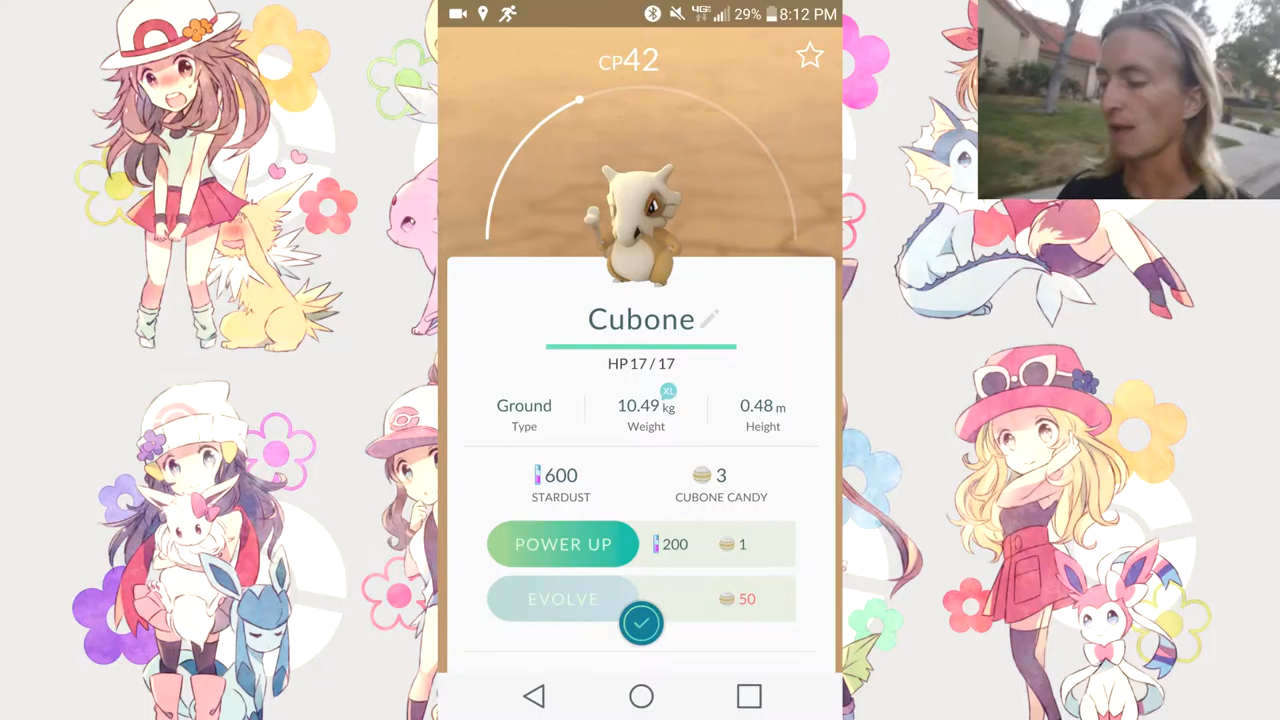 4G 29% 8:12 PM
CP42
Cubone
HP 17 / 17
XL
Ground 10.49 kg 0.48 m
Type Weight Height
600 3
STARDUST CUBONE CANDY
POWER UP 200 1
EVOLVE 50